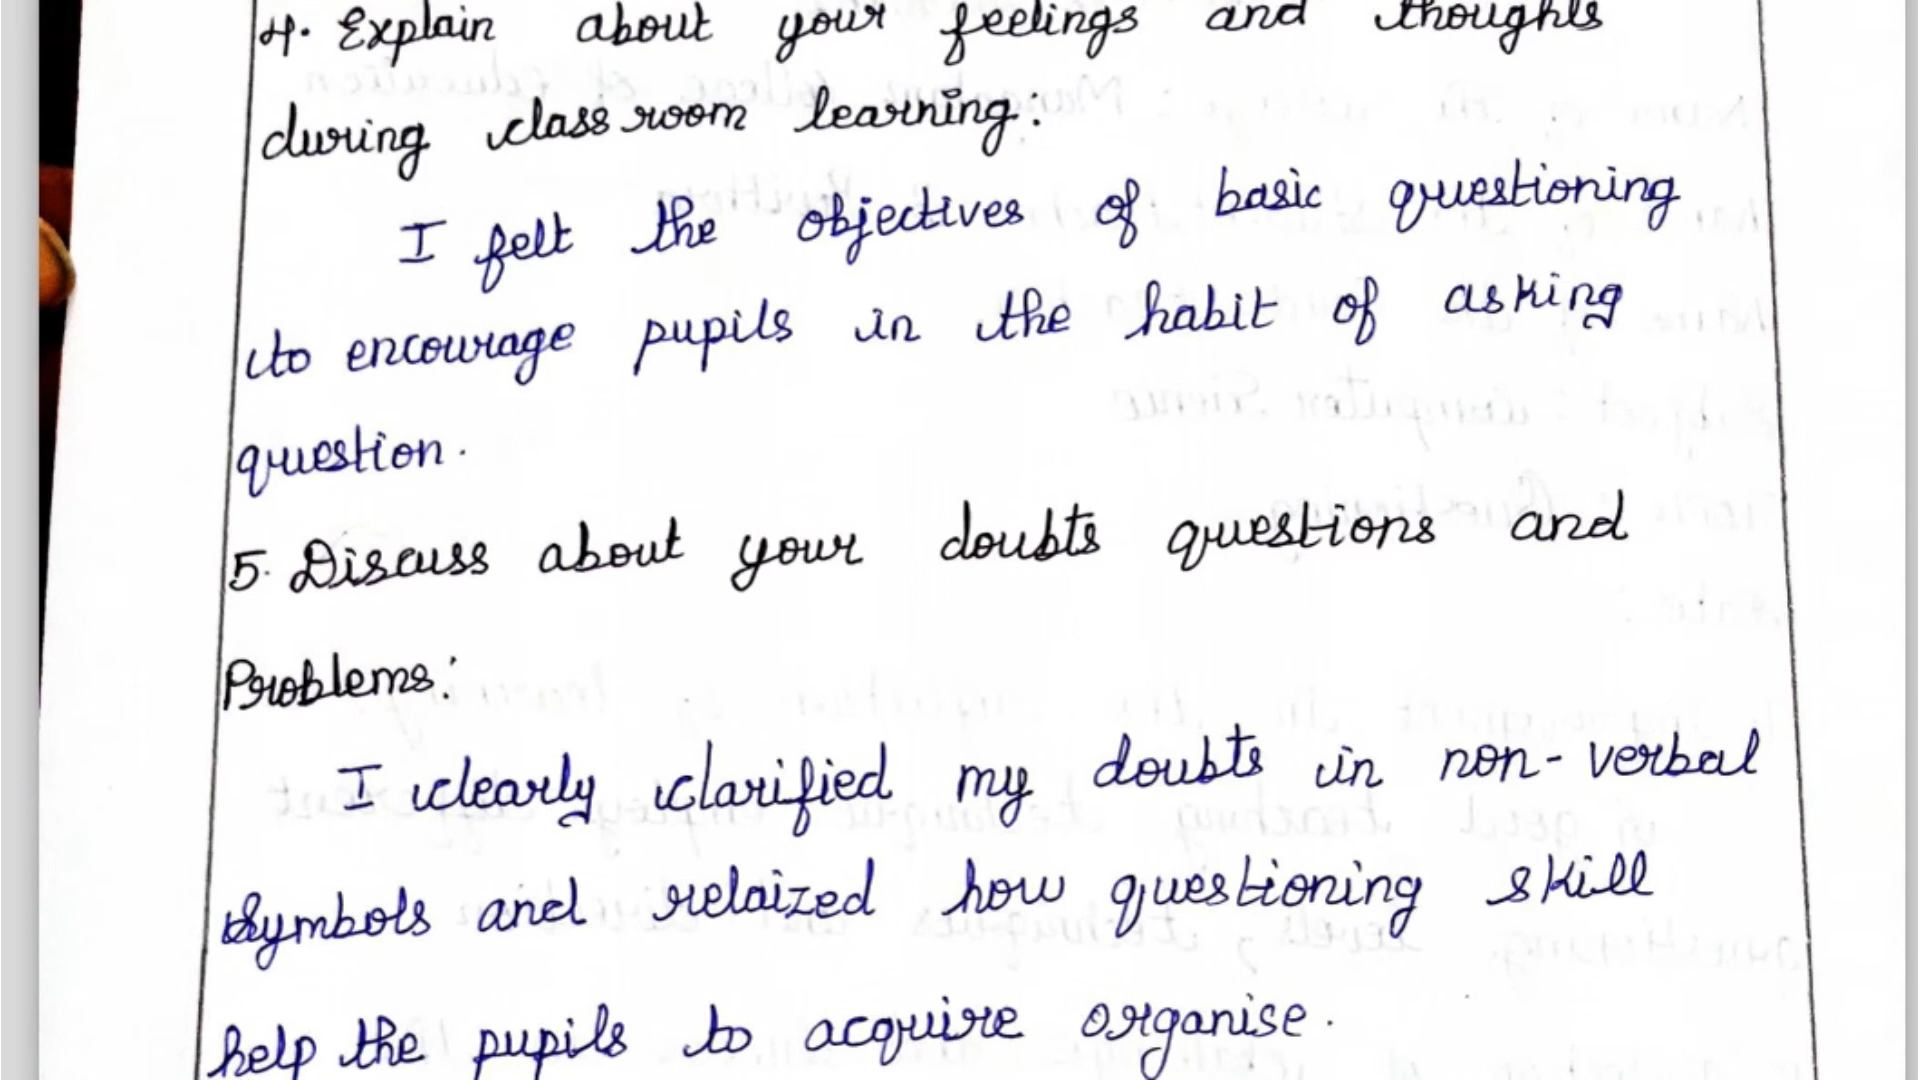 4. Explain about your feelings and thoughts
during class room learning:
I felt the objectives of basic questioning
to encourage pupils in the habit of asking
question.
5. Discuss about your doubts questions and
Problems:
I clearly clarified my doubts in non-verbal
symbols and relaized how questioning skill
help the pupils to acquire organise.